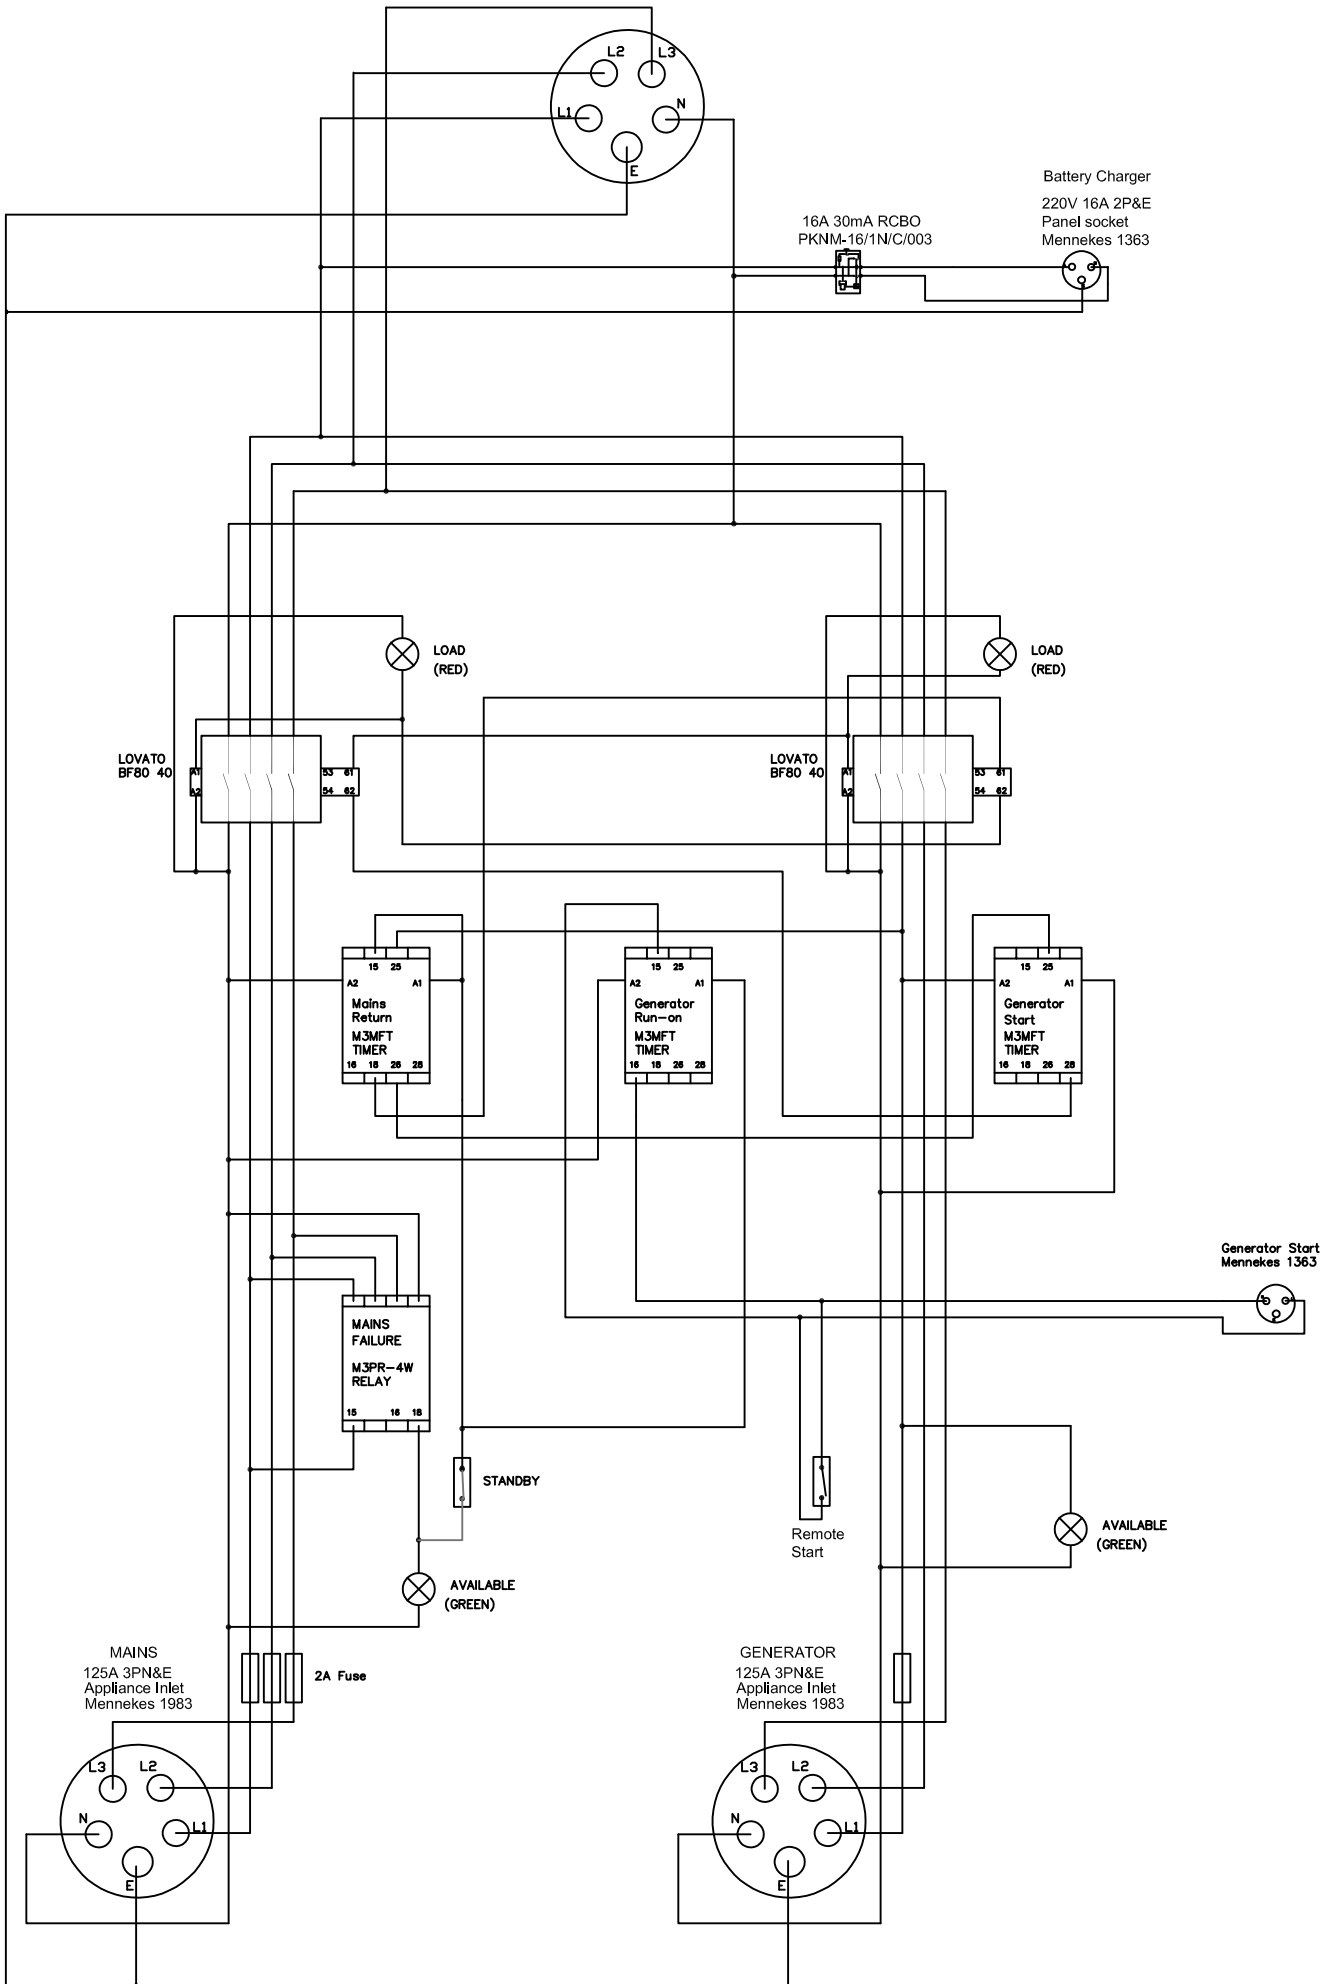 L2
L3
L1
N
E
Battery Charger
220V 16A 2P&E
Panel socket
Mennekes 1363
16A 30mA RCBO
PKNM-16/1N/C/003
LOAD
(RED)
LOAD
(RED)
LOVATO
BF80 40
A1
A2
53 61
54 62
LOVATO
BF80 40
A1
A2
53 61
54 62
15 25
A2 A1
Mains
Return
M3MFT
TIMER
16 18 26 28
15 25
A2 A1
Generator
Run-on
M3MFT
TIMER
16 18 26 28
15 25
A2 A1
Generator
Start
M3MFT
TIMER
16 18 26 28
Generator Start
Mennekes 1363
MAINS
FAILURE
M3PR-4W
RELAY
15 16 18
STANDBY
Remote
Start
AVAILABLE
(GREEN)
AVAILABLE
(GREEN)
MAINS
125A 3PN&E
Appliance Inlet
Mennekes 1983
2A Fuse
GENERATOR
125A 3PN&E
Appliance Inlet
Mennekes 1983
L3 L2
N
L1
E
L3 L2
N
L1
E